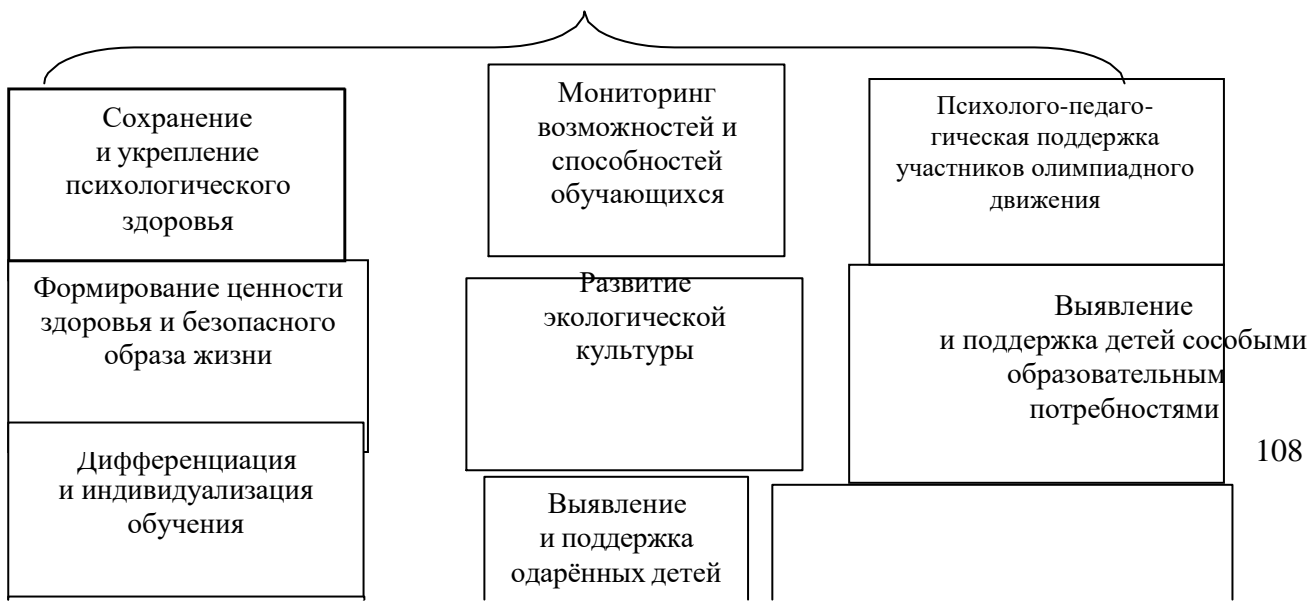 Сохранение
и укрепление
психологического
здоровья
Мониторинг
возможностей и
способностей
обучающихся
Психолого-педаго-
гическая поддержка
участников олимпиадного
движения
Формирование ценности
здоровья и безопасного
образа жизни
Развитие
экологической
культуры
Выявление
и поддержка детей сособыми
образовательным
потребностями
108
Дифференциация
и индивидуализация
обучения
Выявление
и поддержка
одарённых детей